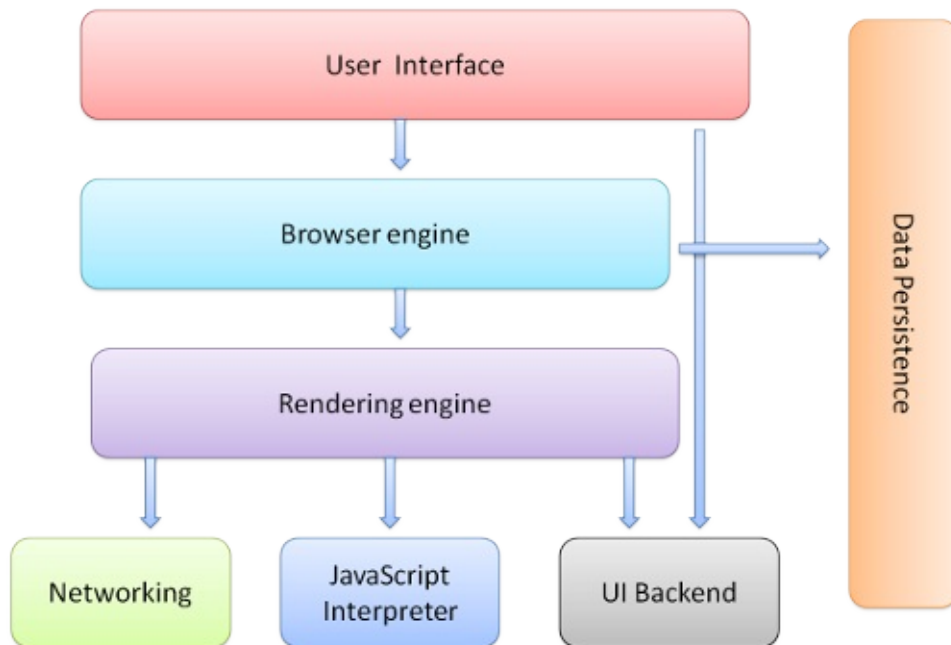 User Interface
Browser engine
Rendering engine
Networking
JavaScript
Interpreter
UI Backend
Data Persistence